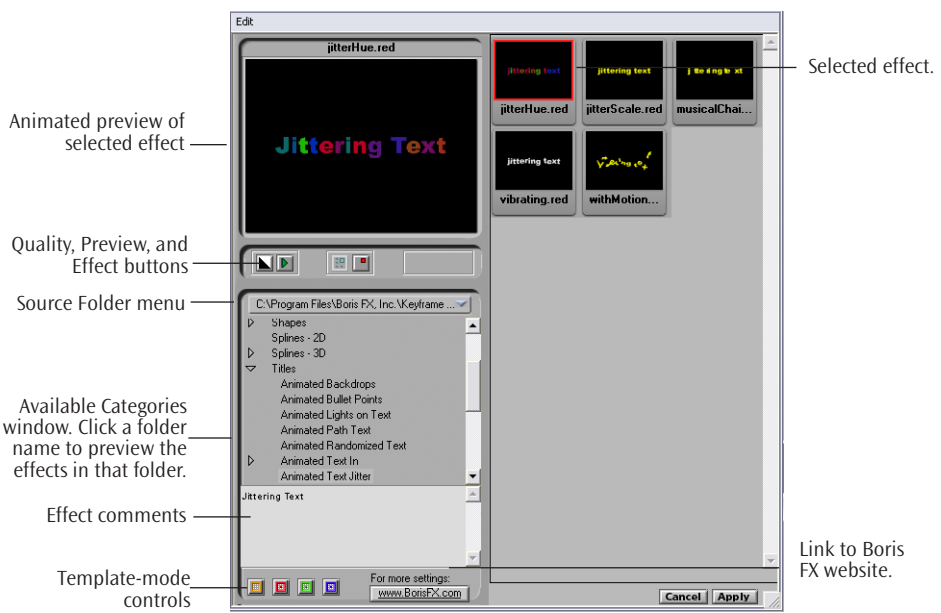 Edit
jitterHue.red
Jittering Text
Animated preview of
selected effect
Quality, Preview, and
Effect buttons
Source Folder menu
C:\Program Files\Boris FX, Inc.\Keyframe ...
Shapes
Splines - 2D
Splines - 3D
Titles
Animated Backdrops
Animated Bullet Points
Animated Lights on Text
Animated Path Text
Animated Randomized Text
Animated Text In
Animated Text Jitter
Available Categories
window. Click a folder
name to preview the
effects in that folder.
Jittering Text
Effect comments
Template-mode
controls
For more settings:
www.BorisFX.com
jittering text
jitterHue.red
jittering text
jitterScale.red
musicalChai...
jittering text
vibrating.red
withMotion...
Selected effect.
Link to Boris
FX website.
Cancel
Apply